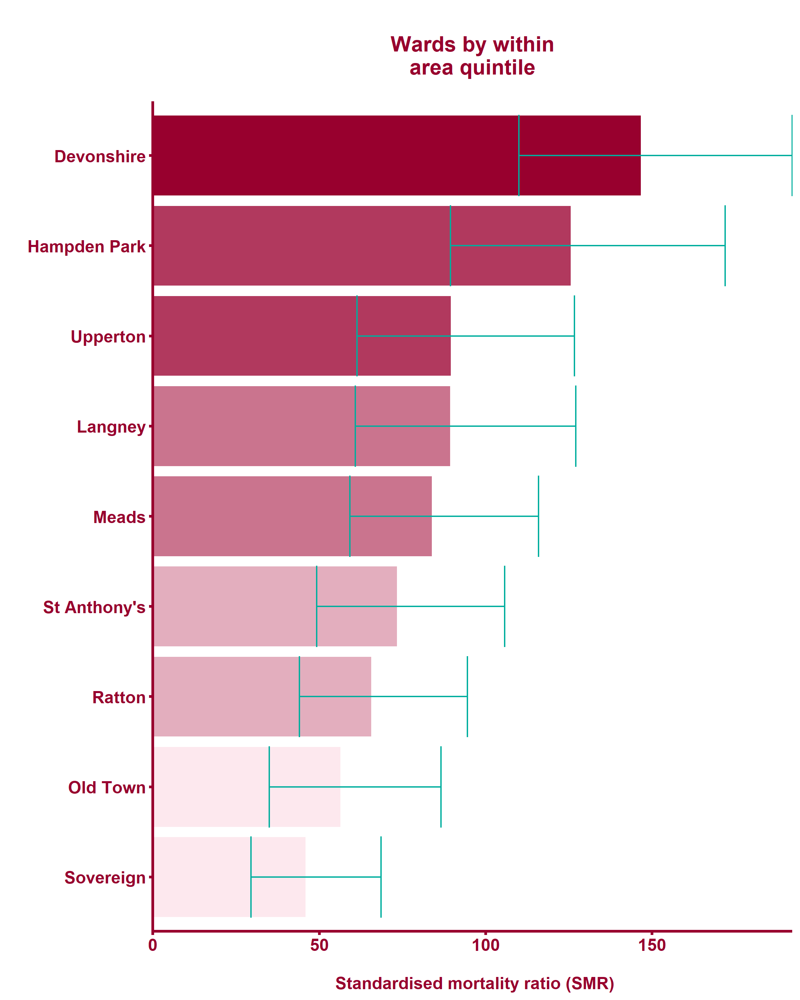 Wards by within
area quintile
Devonshire
Hampden Park
Upperton
Langney
Meads
St Anthony's
Ratton
Old Town
Sovereign
0 50 100 150
Standardised mortality ratio (SMR)